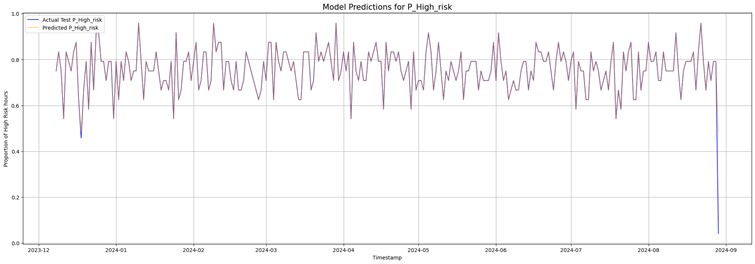 Model Predictions for P_High_risk
Actual Test P_High_risk
Predicted P_High_risk
Proportion of High Risk hours
1.0
0.8
0.6
0.4
0.2
0.0
2023-12 2024-01 2024-02 2024-03 2024-04 2024-05 2024-06 2024-07 2024-08 2024-09
Timestamp